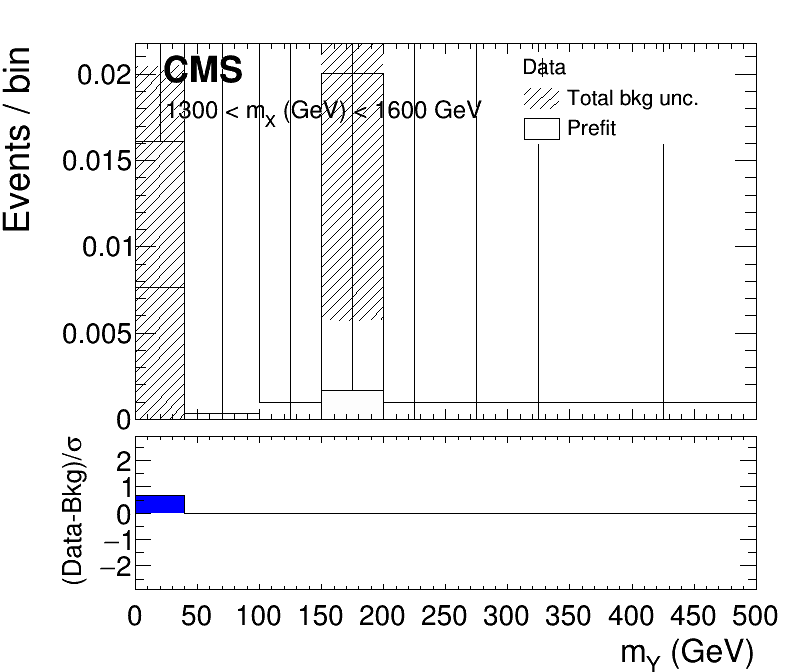 Events / bin
CMS
1300 < mX (GeV) < 1600 GeV
Data
Total bkg unc.
Prefit
0.02
0.015
0.01
0.005
0
(Data-Bkg)/σ
2
1
0
−1
−2
0 50 100 150 200 250 300 350 400 450 500
mY (GeV)